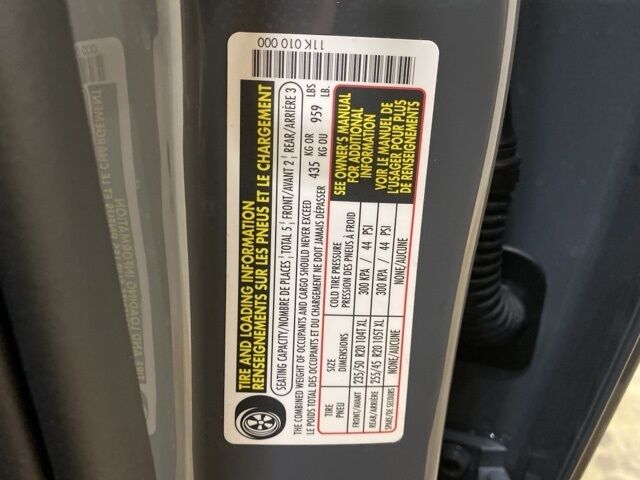 11K010 000
TIRE AND LOADING INFORMATION
RENSEIGNEMENTS SUR LES PNEUS ET LE CHARGEMENT
SEATING CAPACITY/NOMBRE DE PLACES TOTAL 5 FRONT/AVANT 2 REAR/ARRIÈRE 3
THE COMBINED WEIGHT OF OCCUPANTS AND CARGO SHOULD NEVER EXCEED 435 KG OR 959 LBS
LE POIDS TOTAL DES OCCUPANTS ET DU CHARGEMENT NE DOIT JAMAIS DÉPASSER 435 KG OU 959 LB.
TIRE SIZE COLD TIRE PRESSURE
PNEU DIMENSIONS PRESSION DES PNEUS À FROID
FRONT/AVANT 235/50 R20 104T XL 300 KPA / 44 PSI
REAR/ARRIÈRE 255/45 R20 105T XL 300 KPA / 44 PSI
SPARE/DE SECOURS NONE/AUCUNE NONE/AUCUNE
SEE OWNER'S MANUAL
FOR ADDITIONAL
INFORMATION
VOIR LE MANUEL DE
L'USAGER POUR PLUS
DE RENSEIGNEMENTS